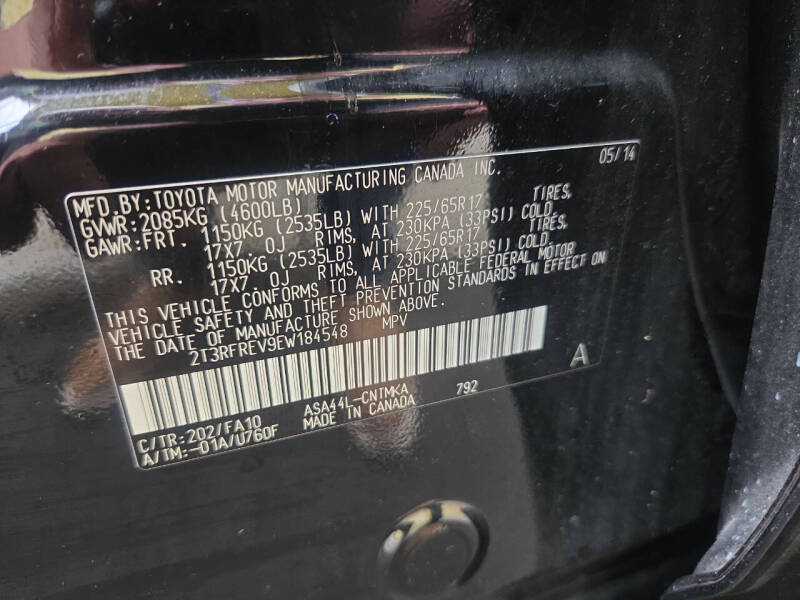 05/14
MFD.BY:TOYOTA MOTOR MANUFACTURING CANADA INC.
GVWR:2085KG (4600LB)
GAWR:FRT. 1150KG (2535LB) WITH 225/65R17 TIRES,
17X7.0J RIMS, AT 230KPA (33PSI) COLD.
RR. 1150KG (2535LB) WITH 225/65R17 TIRES,
17X7.0J RIMS, AT 230KPA (33PSI) COLD.
THIS VEHICLE CONFORMS TO ALL APPLICABLE FEDERAL MOTOR
VEHICLE SAFETY AND THEFT PREVENTION STANDARDS IN EFFECT ON
THE DATE OF MANUFACTURE SHOWN ABOVE.
2T3RFREV9EW184548 MPV
A
C/TR:202/FA10 ASA44L-CNTMKA 792
A/TM:-01A/U760F MADE IN CANADA